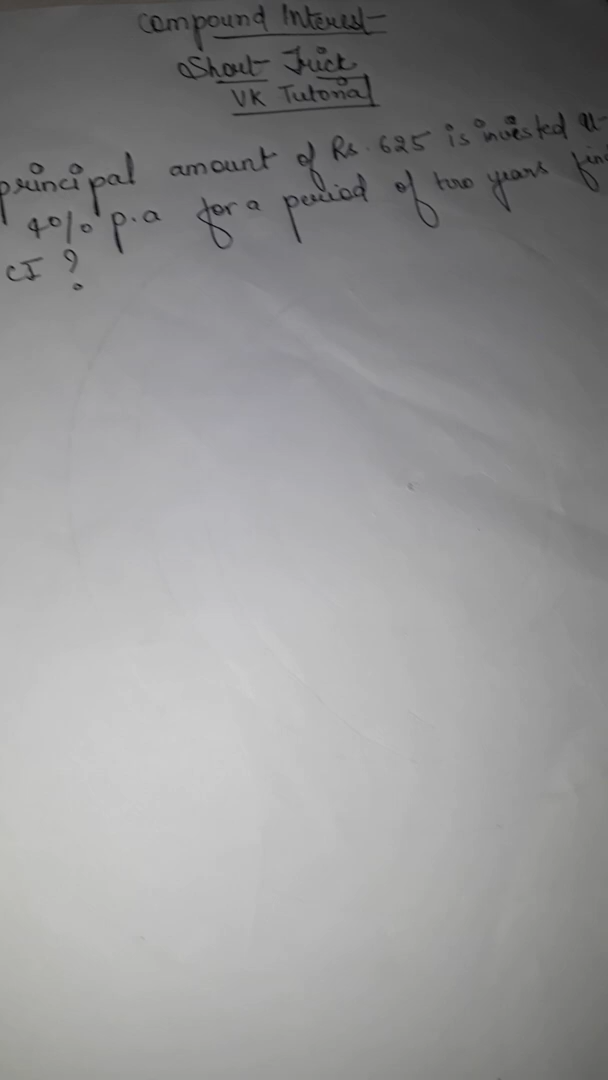 Compound Interest
Short Trick
VK Tutorial
principal amount of Rs. 625 is invested at
4% p.a for a period of two years find
CI ?